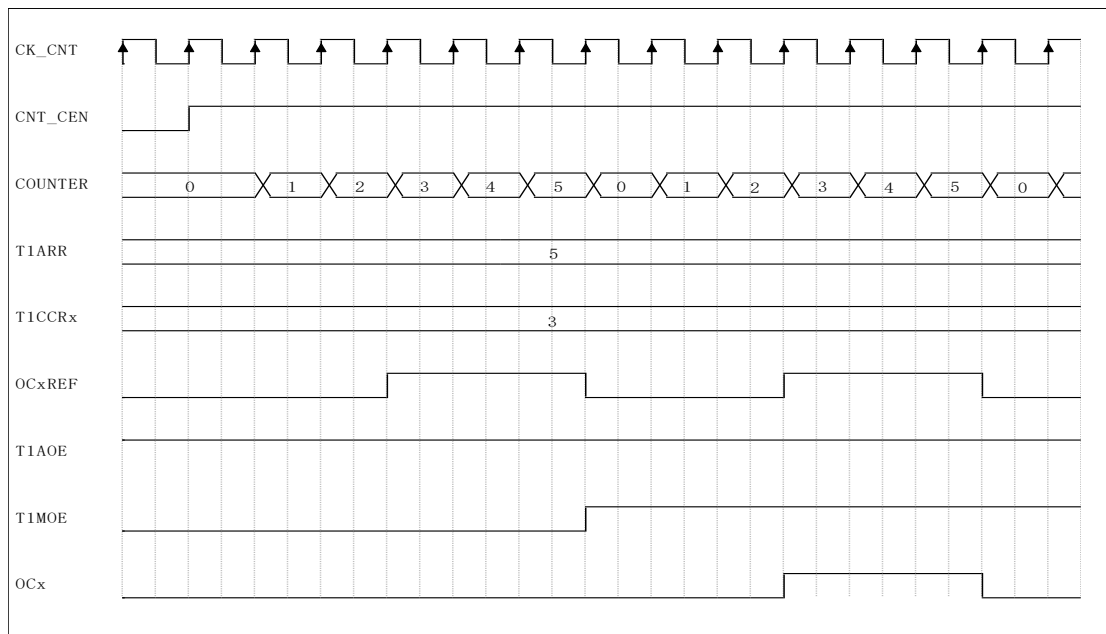 CK_CNT
CNT_CEN
COUNTER 0 1 2 3 4 5 0 1 2 3 4 5 0
T1ARR 5
T1CCRx 3
OCxREF
T1AOE
T1MOE
OCx